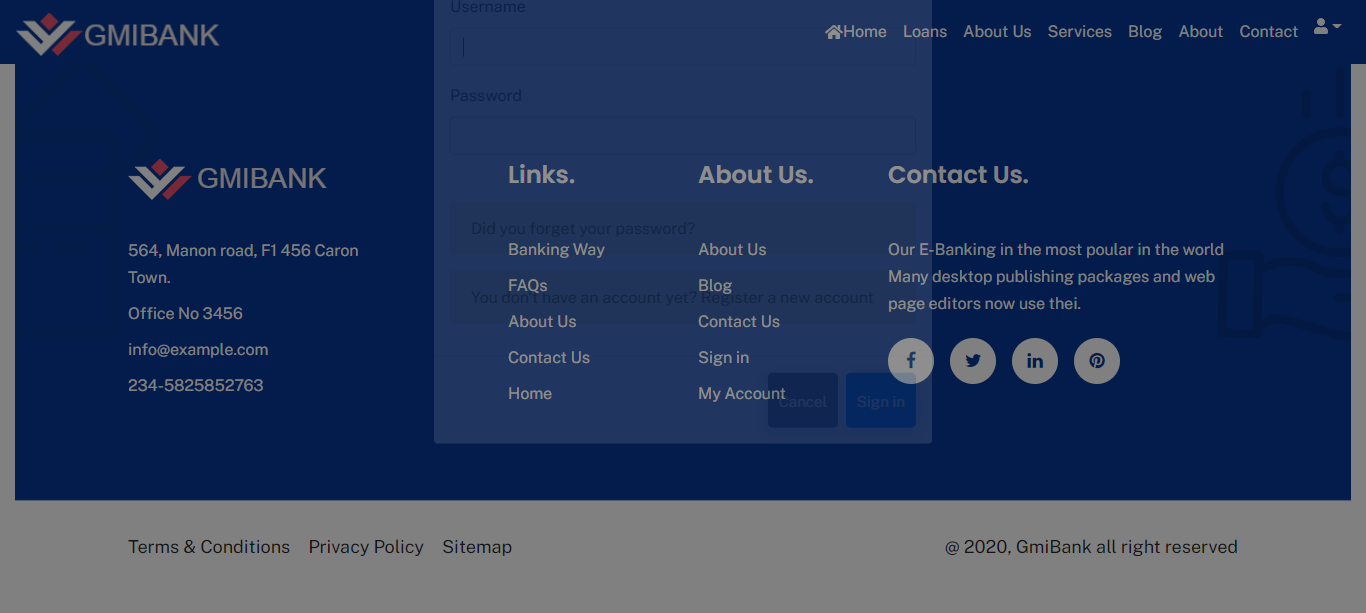 GMIBANK
Home Loans About Us Services Blog About Contact
Username
Password
Did you forget your password?
You don't have an account yet? Register a new account
Cancel Sign in
GMIBANK
564, Manon road, F1 456 Caron
Town.
Office No 3456
info@example.com
234-5825852763
Links.
Banking Way
FAQs
About Us
Contact Us
Home
About Us.
About Us
Blog
Contact Us
Sign in
My Account
Contact Us.
Our E-Banking in the most poular in the world
Many desktop publishing packages and web
page editors now use thei.
Terms & Conditions Privacy Policy Sitemap
@ 2020, GmiBank all right reserved